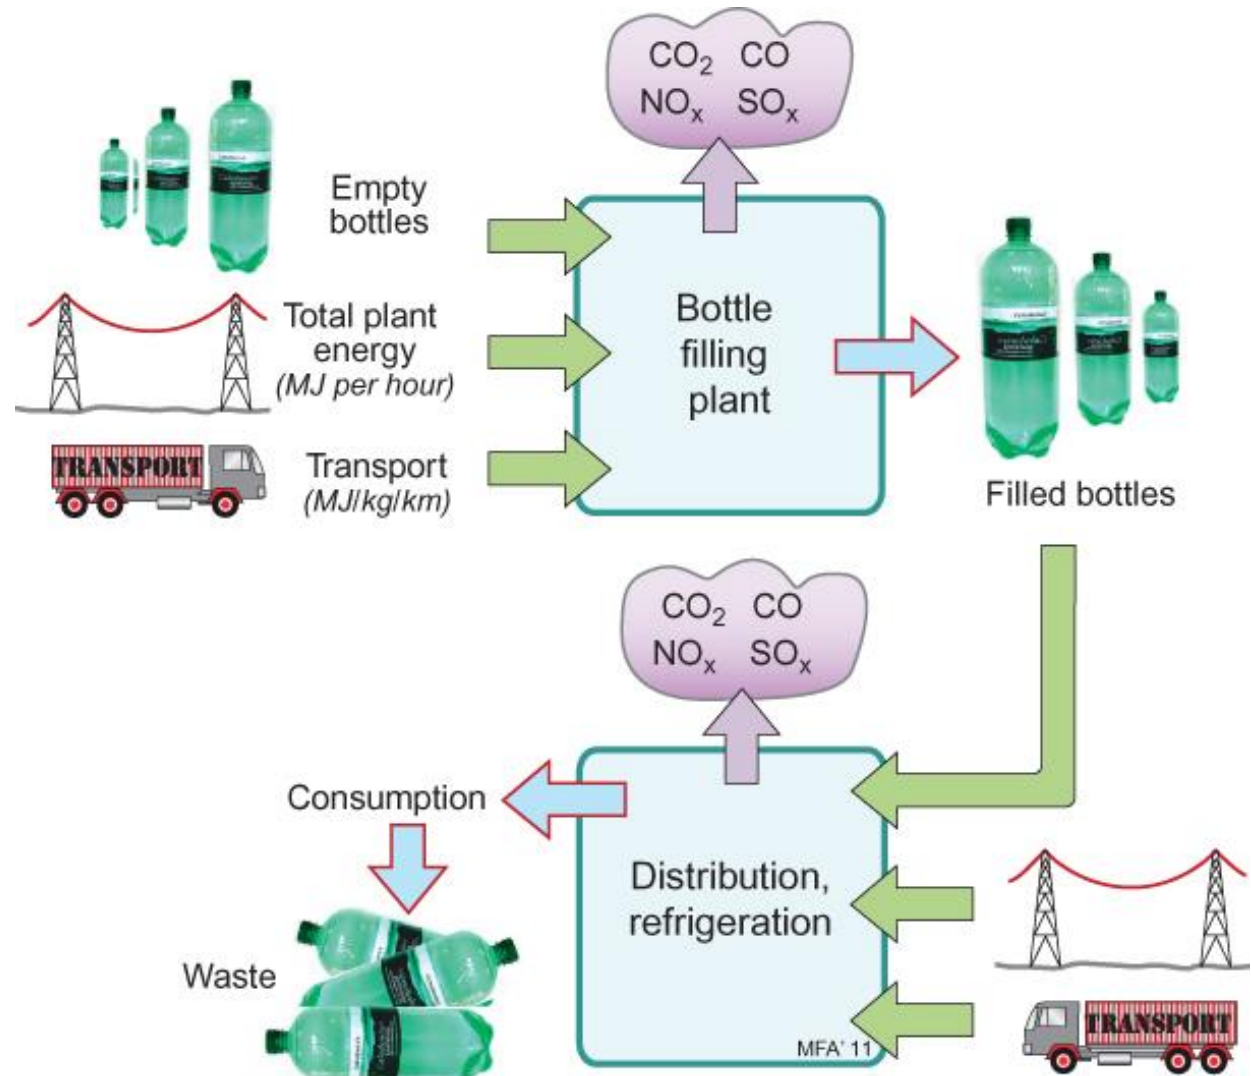 CO₂ CO
NOₓ SOₓ
Empty
bottles
Total plant
energy
(MJ per hour)
TRANSPORT
Transport
(MJ/kg/km)
Bottle
filling
plant
Filled bottles
CO₂ CO
NOₓ SOₓ
Consumption
Distribution,
refrigeration
Waste
TRANSPORT
MFA' 11